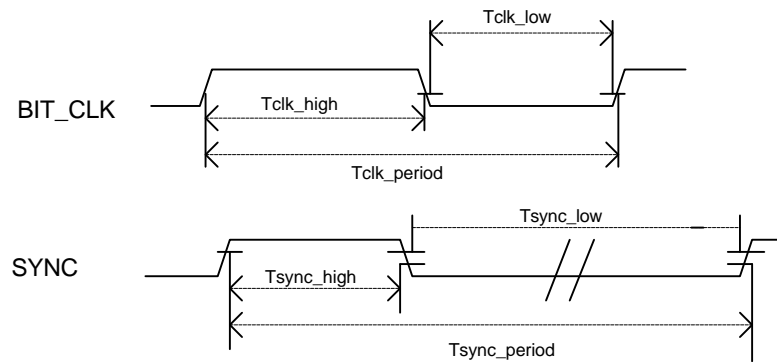 Tclk_low
BIT_CLK
Tclk_high
Tclk_period
Tsync_low
SYNC
Tsync_high
Tsync_period